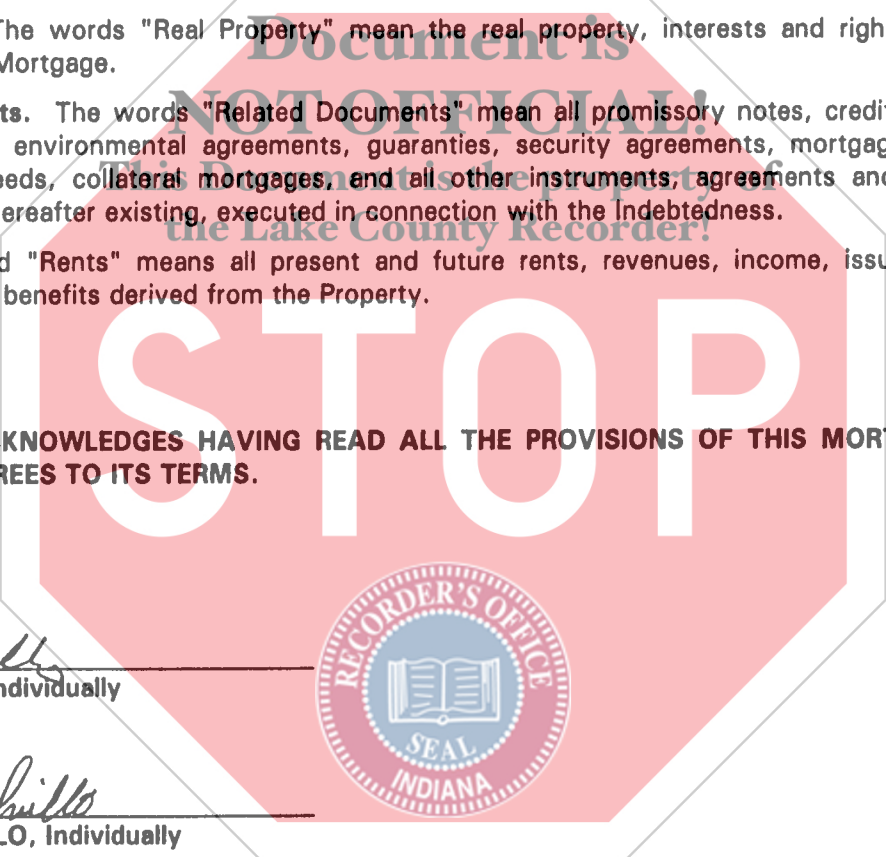 The words "Real Property" mean the real property, interests and righ
Mortgage.
Document is
ts. The words "Related Documents" mean all promissory notes, credi
NOT OFFICIAL!
environmental agreements, guaranties, security agreements, mortgag
This Document is the property of
eeds, collateral mortgages, and all other instruments, agreements and
ereafter existing, executed in connection with the Indebtedness.
the Lake County Recorder!
d "Rents" means all present and future rents, revenues, income, issu
benefits derived from the Property.
STOP
KNOWLEDGES HAVING READ ALL THE PROVISIONS OF THIS MORT
REES TO ITS TERMS.
RECORDER'S OFFICE
SEAL
INDIANA
ndividually
LO, Individually